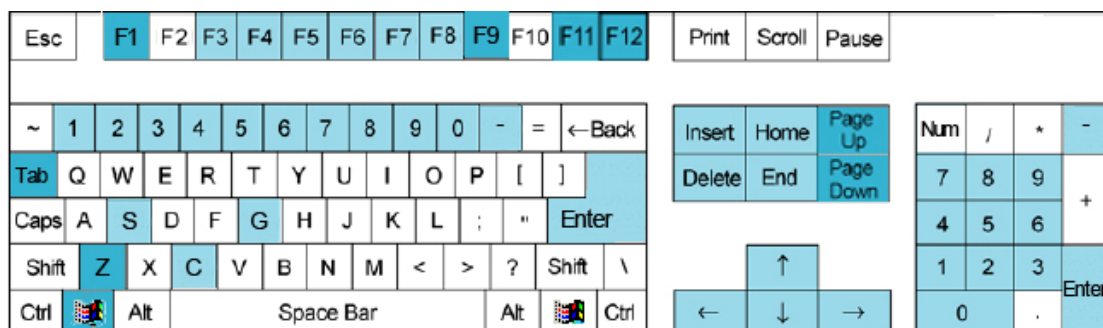 Esc F1 F2 F3 F4 F5 F6 F7 F8 F9 F10 F11 F12 Print Scroll Pause
~ 1 2 3 4 5 6 7 8 9 0 - = ←Back Insert Home Page Up Num / * -
Tab Q W E R T Y U I O P [ ] Delete End Page Down 7 8 9 +
Caps A S D F G H J K L ; " Enter 4 5 6
Shift Z X C V B N M < > ? Shift \ ↑ 1 2 3 Enter
Ctrl Alt Space Bar Alt Ctrl ← ↓ → 0 .